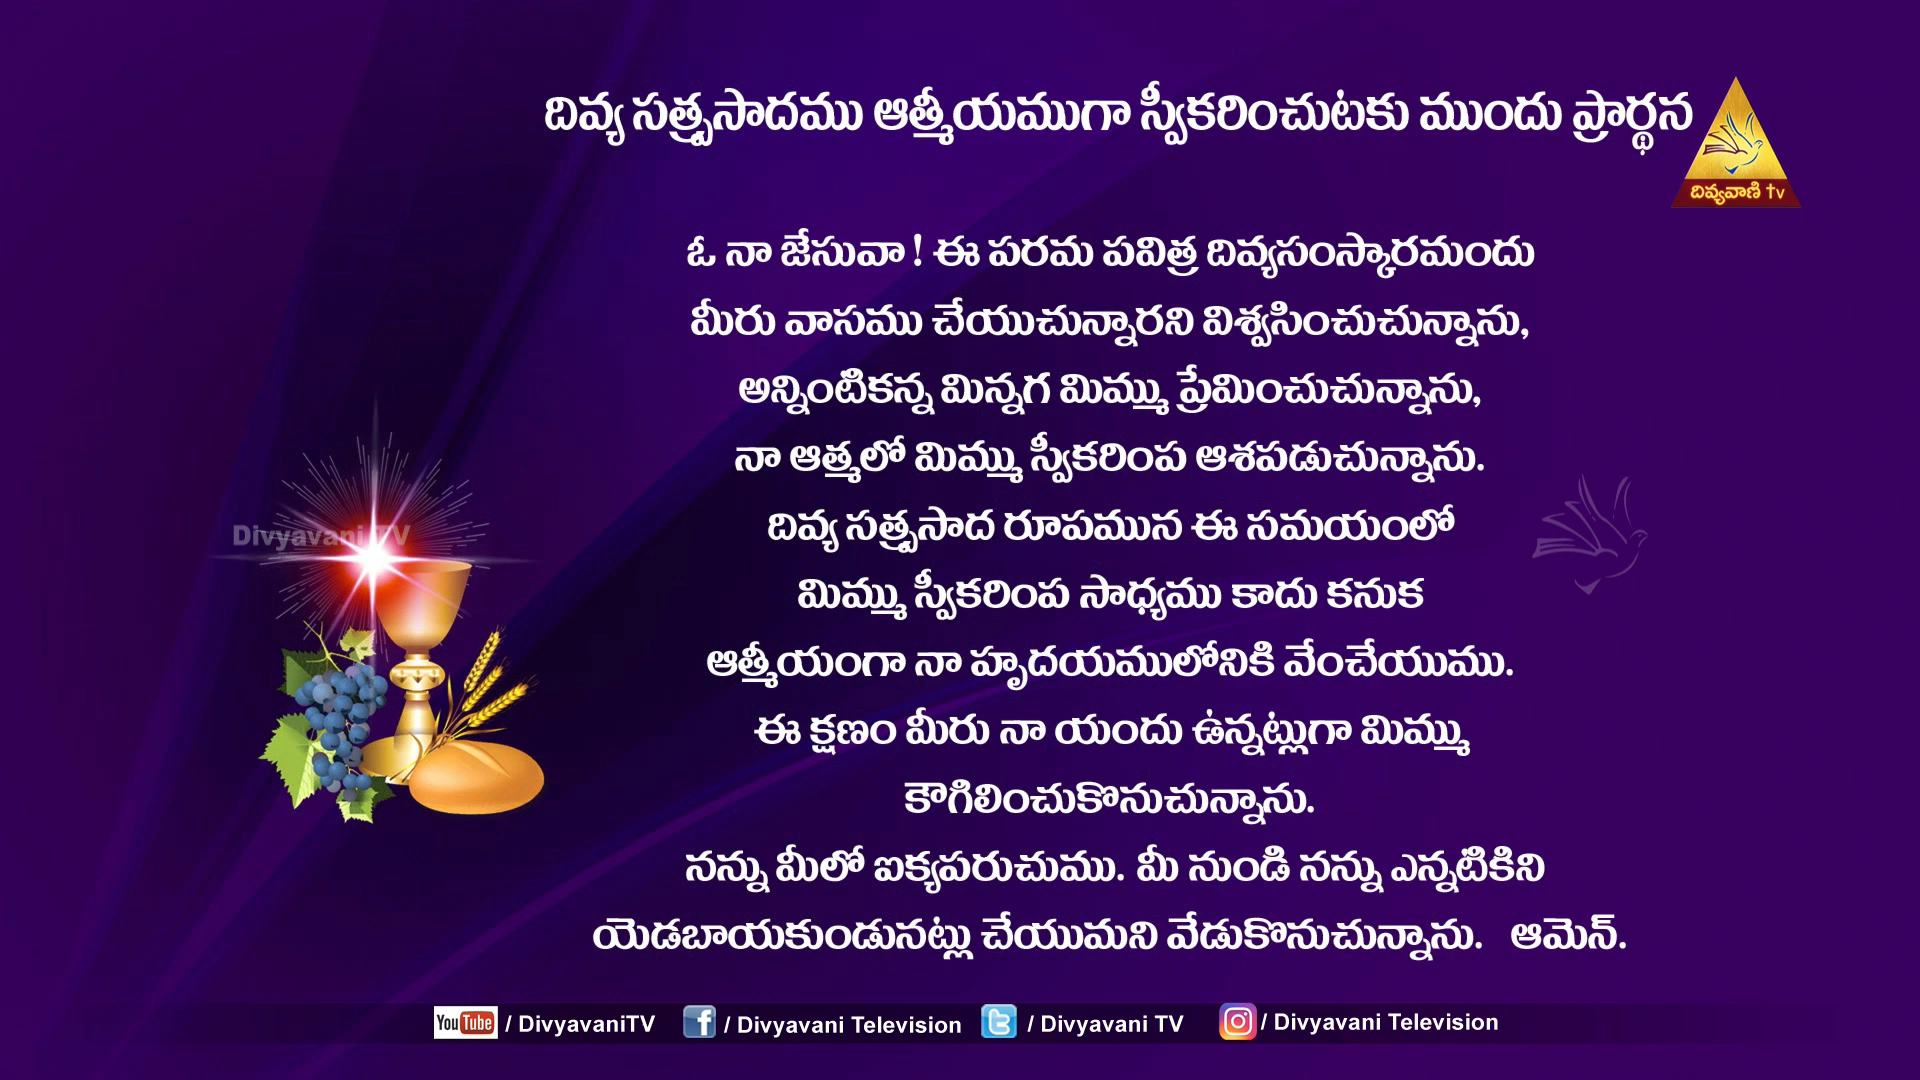 దివ్య సత్ప్రసాదము ఆత్మీయముగా స్వీకరించుటకు ముందు ప్రార్థన
దివ్యవాణి tv
ఓ నా జేసువా ! ఈ పరమ పవిత్ర దివ్యసంస్కారమందు
మీరు వాసము చేయుచున్నారని విశ్వసించుచున్నాను,
అన్నింటికన్న మిన్నగ మిమ్ము ప్రేమించుచున్నాను,
నా ఆత్మలో మిమ్ము స్వీకరింప ఆశపడుచున్నాను.
దివ్య సత్ప్రసాద రూపమున ఈ సమయంలో
Divyavani TV
మిమ్ము స్వీకరింప సాధ్యము కాదు కనుక
ఆత్మీయంగా నా హృదయములోనికి వేంచేయుము.
ఈ క్షణం మీరు నా యందు ఉన్నట్లుగా మిమ్ము
కౌగిలించుకొనుచున్నాను.
నన్ను మీలో ఐక్యపరుచుము. మీ నుండి నన్ను ఎన్నటికిని
యెడబాయకుండునట్లు చేయుమని వేడుకొనుచున్నాను. ఆమెన్.
YouTube / DivyavaniTV f / Divyavani Television / Divyavani TV / Divyavani Television